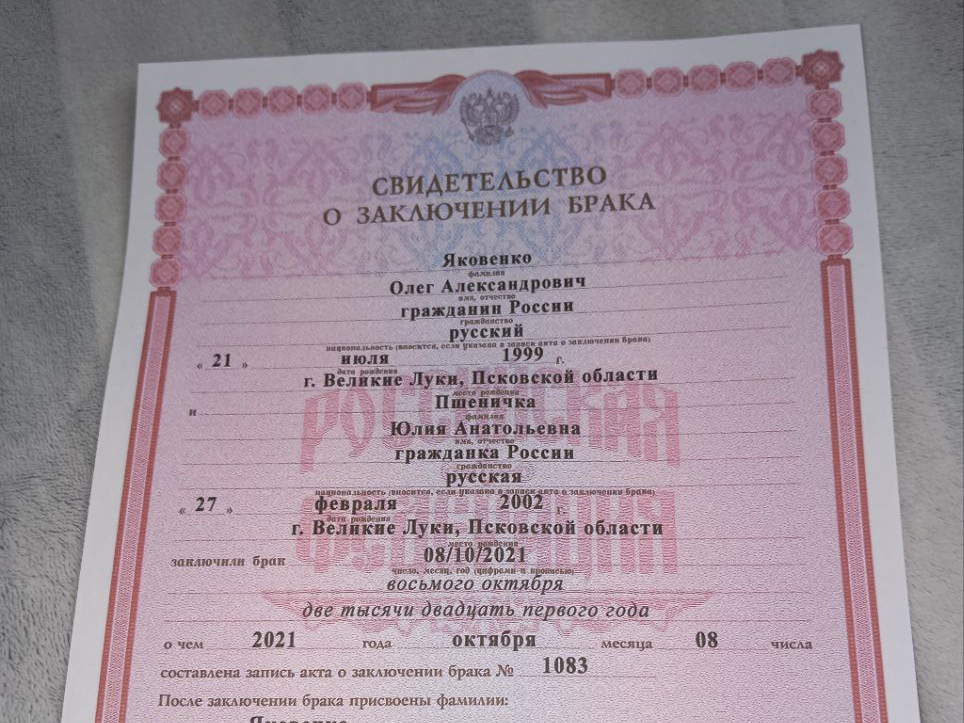 СВИДЕТЕЛЬСТВО
О ЗАКЛЮЧЕНИИ БРАКА
Яковенко
фамилия
Олег Александрович
имя, отчество
гражданин России
гражданство
русский
национальность (вносится, если указана в записи акта о заключении брака)
« 21 » июля 1999 г.
дата рождения
г. Великие Луки, Псковской области
место рождения
и Пшеничка
фамилия
Юлия Анатольевна
имя, отчество
гражданка России
гражданство
русская
национальность (вносится, если указана в записи акта о заключении брака)
« 27 » февраля 2002 г.
дата рождения
г. Великие Луки, Псковской области
место рождения
заключили брак 08/10/2021
число, месяц, год (цифрами и прописью)
восьмого октября
две тысячи двадцать первого года
о чем 2021 года октября месяца 08 числа
составлена запись акта о заключении брака № 1083
После заключении брака присвоены фамилии:
Яковенко
РОССИЙСКАЯ
ФЕДЕРАЦИЯ